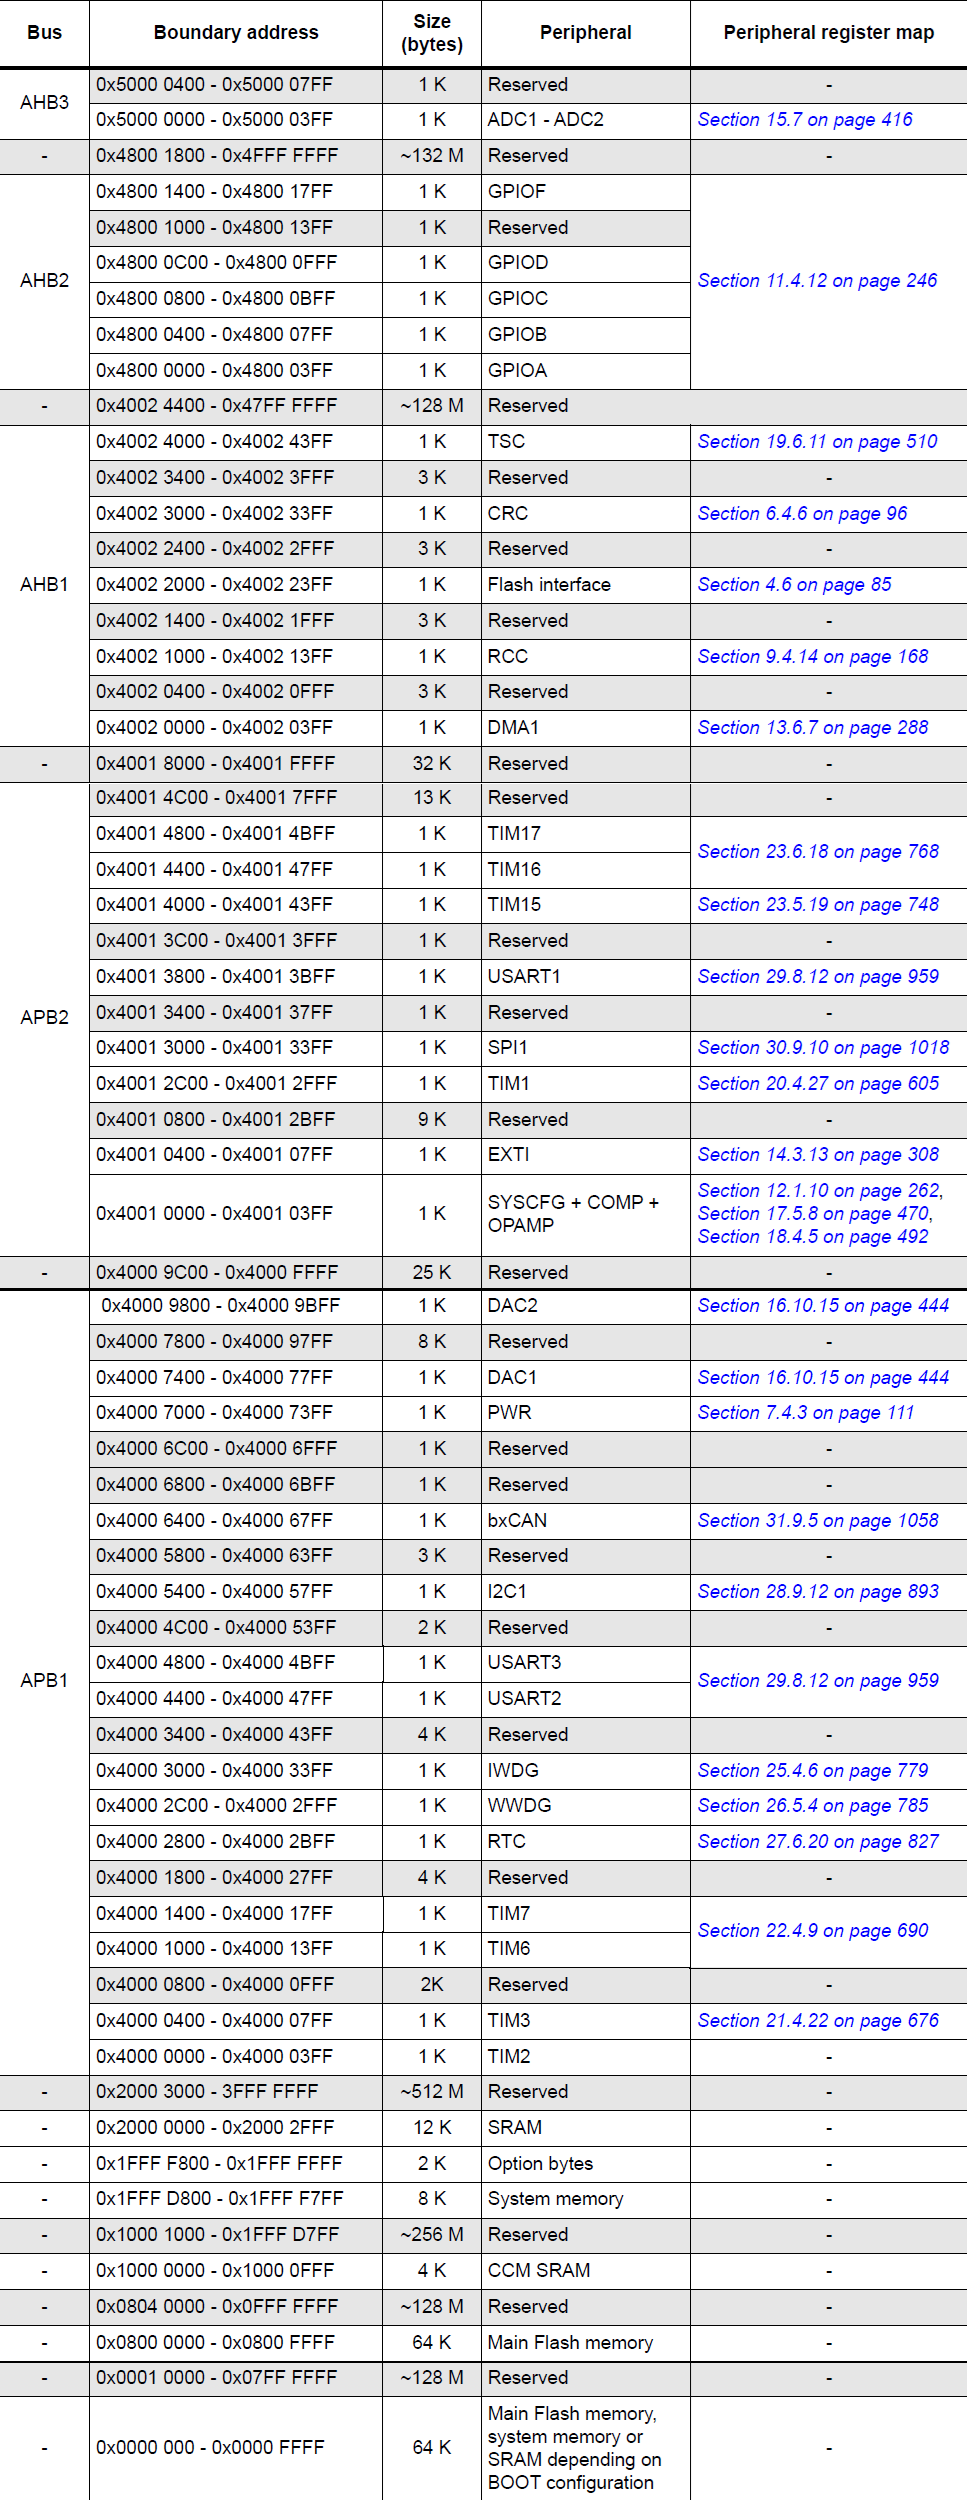 Bus Boundary address Size (bytes) Peripheral Peripheral register map
AHB3
0x5000 0400 - 0x5000 07FF 1 K Reserved -
0x5000 0000 - 0x5000 03FF 1 K ADC1 - ADC2 Section 15.7 on page 416
- 0x4800 1800 - 0x4FFF FFFF ~132 M Reserved -
AHB2
0x4800 1400 - 0x4800 17FF 1 K GPIOF
0x4800 1000 - 0x4800 13FF 1 K Reserved
0x4800 0C00 - 0x4800 0FFF 1 K GPIOD
Section 11.4.12 on page 246
0x4800 0800 - 0x4800 0BFF 1 K GPIOC
0x4800 0400 - 0x4800 07FF 1 K GPIOB
0x4800 0000 - 0x4800 03FF 1 K GPIOA
- 0x4002 4400 - 0x47FF FFFF ~128 M Reserved
AHB1
0x4002 4000 - 0x4002 43FF 1 K TSC Section 19.6.11 on page 510
0x4002 3400 - 0x4002 3FFF 3 K Reserved -
0x4002 3000 - 0x4002 33FF 1 K CRC Section 6.4.6 on page 96
0x4002 2400 - 0x4002 2FFF 3 K Reserved -
0x4002 2000 - 0x4002 23FF 1 K Flash interface Section 4.6 on page 85
0x4002 1400 - 0x4002 1FFF 3 K Reserved -
0x4002 1000 - 0x4002 13FF 1 K RCC Section 9.4.14 on page 168
0x4002 0400 - 0x4002 0FFF 3 K Reserved -
0x4002 0000 - 0x4002 03FF 1 K DMA1 Section 13.6.7 on page 288
- 0x4001 8000 - 0x4001 FFFF 32 K Reserved -
APB2
0x4001 4C00 - 0x4001 7FFF 13 K Reserved -
0x4001 4800 - 0x4001 4BFF 1 K TIM17
Section 23.6.18 on page 768
0x4001 4400 - 0x4001 47FF 1 K TIM16
0x4001 4000 - 0x4001 43FF 1 K TIM15 Section 23.5.19 on page 748
0x4001 3C00 - 0x4001 3FFF 1 K Reserved -
0x4001 3800 - 0x4001 3BFF 1 K USART1 Section 29.8.12 on page 959
0x4001 3400 - 0x4001 37FF 1 K Reserved -
0x4001 3000 - 0x4001 33FF 1 K SPI1 Section 30.9.10 on page 1018
0x4001 2C00 - 0x4001 2FFF 1 K TIM1 Section 20.4.27 on page 605
0x4001 0800 - 0x4001 2BFF 9 K Reserved -
0x4001 0400 - 0x4001 07FF 1 K EXTI Section 14.3.13 on page 308
0x4001 0000 - 0x4001 03FF 1 K
SYSCFG + COMP +
OPAMP
Section 12.1.10 on page 262,
Section 17.5.8 on page 470,
Section 18.4.5 on page 492
- 0x4000 9C00 - 0x4000 FFFF 25 K Reserved -
APB1
0x4000 9800 - 0x4000 9BFF 1 K DAC2 Section 16.10.15 on page 444
0x4000 7800 - 0x4000 97FF 8 K Reserved -
0x4000 7400 - 0x4000 77FF 1 K DAC1 Section 16.10.15 on page 444
0x4000 7000 - 0x4000 73FF 1 K PWR Section 7.4.3 on page 111
0x4000 6C00 - 0x4000 6FFF 1 K Reserved -
0x4000 6800 - 0x4000 6BFF 1 K Reserved -
0x4000 6400 - 0x4000 67FF 1 K bxCAN Section 31.9.5 on page 1058
0x4000 5800 - 0x4000 63FF 3 K Reserved -
0x4000 5400 - 0x4000 57FF 1 K I2C1 Section 28.9.12 on page 893
0x4000 4C00 - 0x4000 53FF 2 K Reserved -
0x4000 4800 - 0x4000 4BFF 1 K USART3
Section 29.8.12 on page 959
0x4000 4400 - 0x4000 47FF 1 K USART2
0x4000 3400 - 0x4000 43FF 4 K Reserved -
0x4000 3000 - 0x4000 33FF 1 K IWDG Section 25.4.6 on page 779
0x4000 2C00 - 0x4000 2FFF 1 K WWDG Section 26.5.4 on page 785
0x4000 2800 - 0x4000 2BFF 1 K RTC Section 27.6.20 on page 827
0x4000 1800 - 0x4000 27FF 4 K Reserved -
0x4000 1400 - 0x4000 17FF 1 K TIM7
Section 22.4.9 on page 690
0x4000 1000 - 0x4000 13FF 1 K TIM6
0x4000 0800 - 0x4000 0FFF 2K Reserved -
0x4000 0400 - 0x4000 07FF 1 K TIM3 Section 21.4.22 on page 676
0x4000 0000 - 0x4000 03FF 1 K TIM2 -
- 0x2000 3000 - 3FFF FFFF ~512 M Reserved -
- 0x2000 0000 - 0x2000 2FFF 12 K SRAM -
- 0x1FFF F800 - 0x1FFF FFFF 2 K Option bytes -
- 0x1FFF D800 - 0x1FFF F7FF 8 K System memory -
- 0x1000 1000 - 0x1FFF D7FF ~256 M Reserved -
- 0x1000 0000 - 0x1000 0FFF 4 K CCM SRAM -
- 0x0804 0000 - 0x0FFF FFFF ~128 M Reserved -
- 0x0800 0000 - 0x0800 FFFF 64 K Main Flash memory -
- 0x0001 0000 - 0x07FF FFFF ~128 M Reserved -
- 0x0000 000 - 0x0000 FFFF 64 K
Main Flash memory,
system memory or
SRAM depending on
BOOT configuration
-